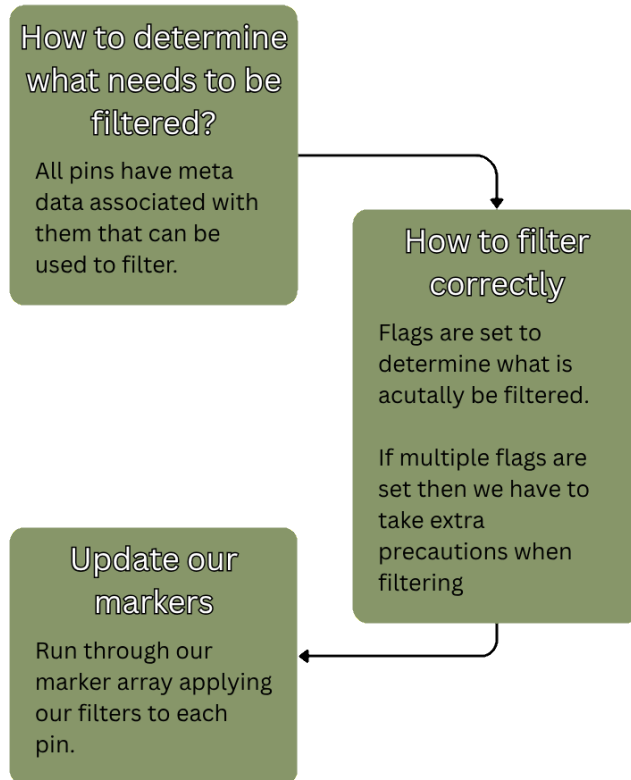 How to determine
what needs to be
filtered?
All pins have meta
data associated with
them that can be
used to filter.
How to filter
correctly
Flags are set to
determine what is
acutally be filtered.
If multiple flags are
set then we have to
take extra
precautions when
filtering
Update our
markers
Run through our
marker array applying
our filters to each
pin.